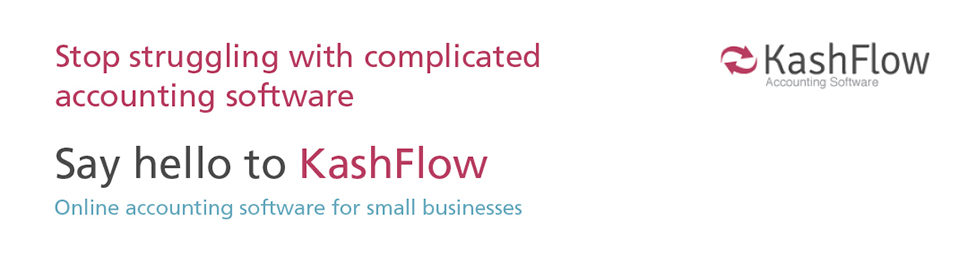 Stop struggling with complicated
accounting software
KashFlow
Accounting Software
Say hello to KashFlow
Online accounting software for small businesses